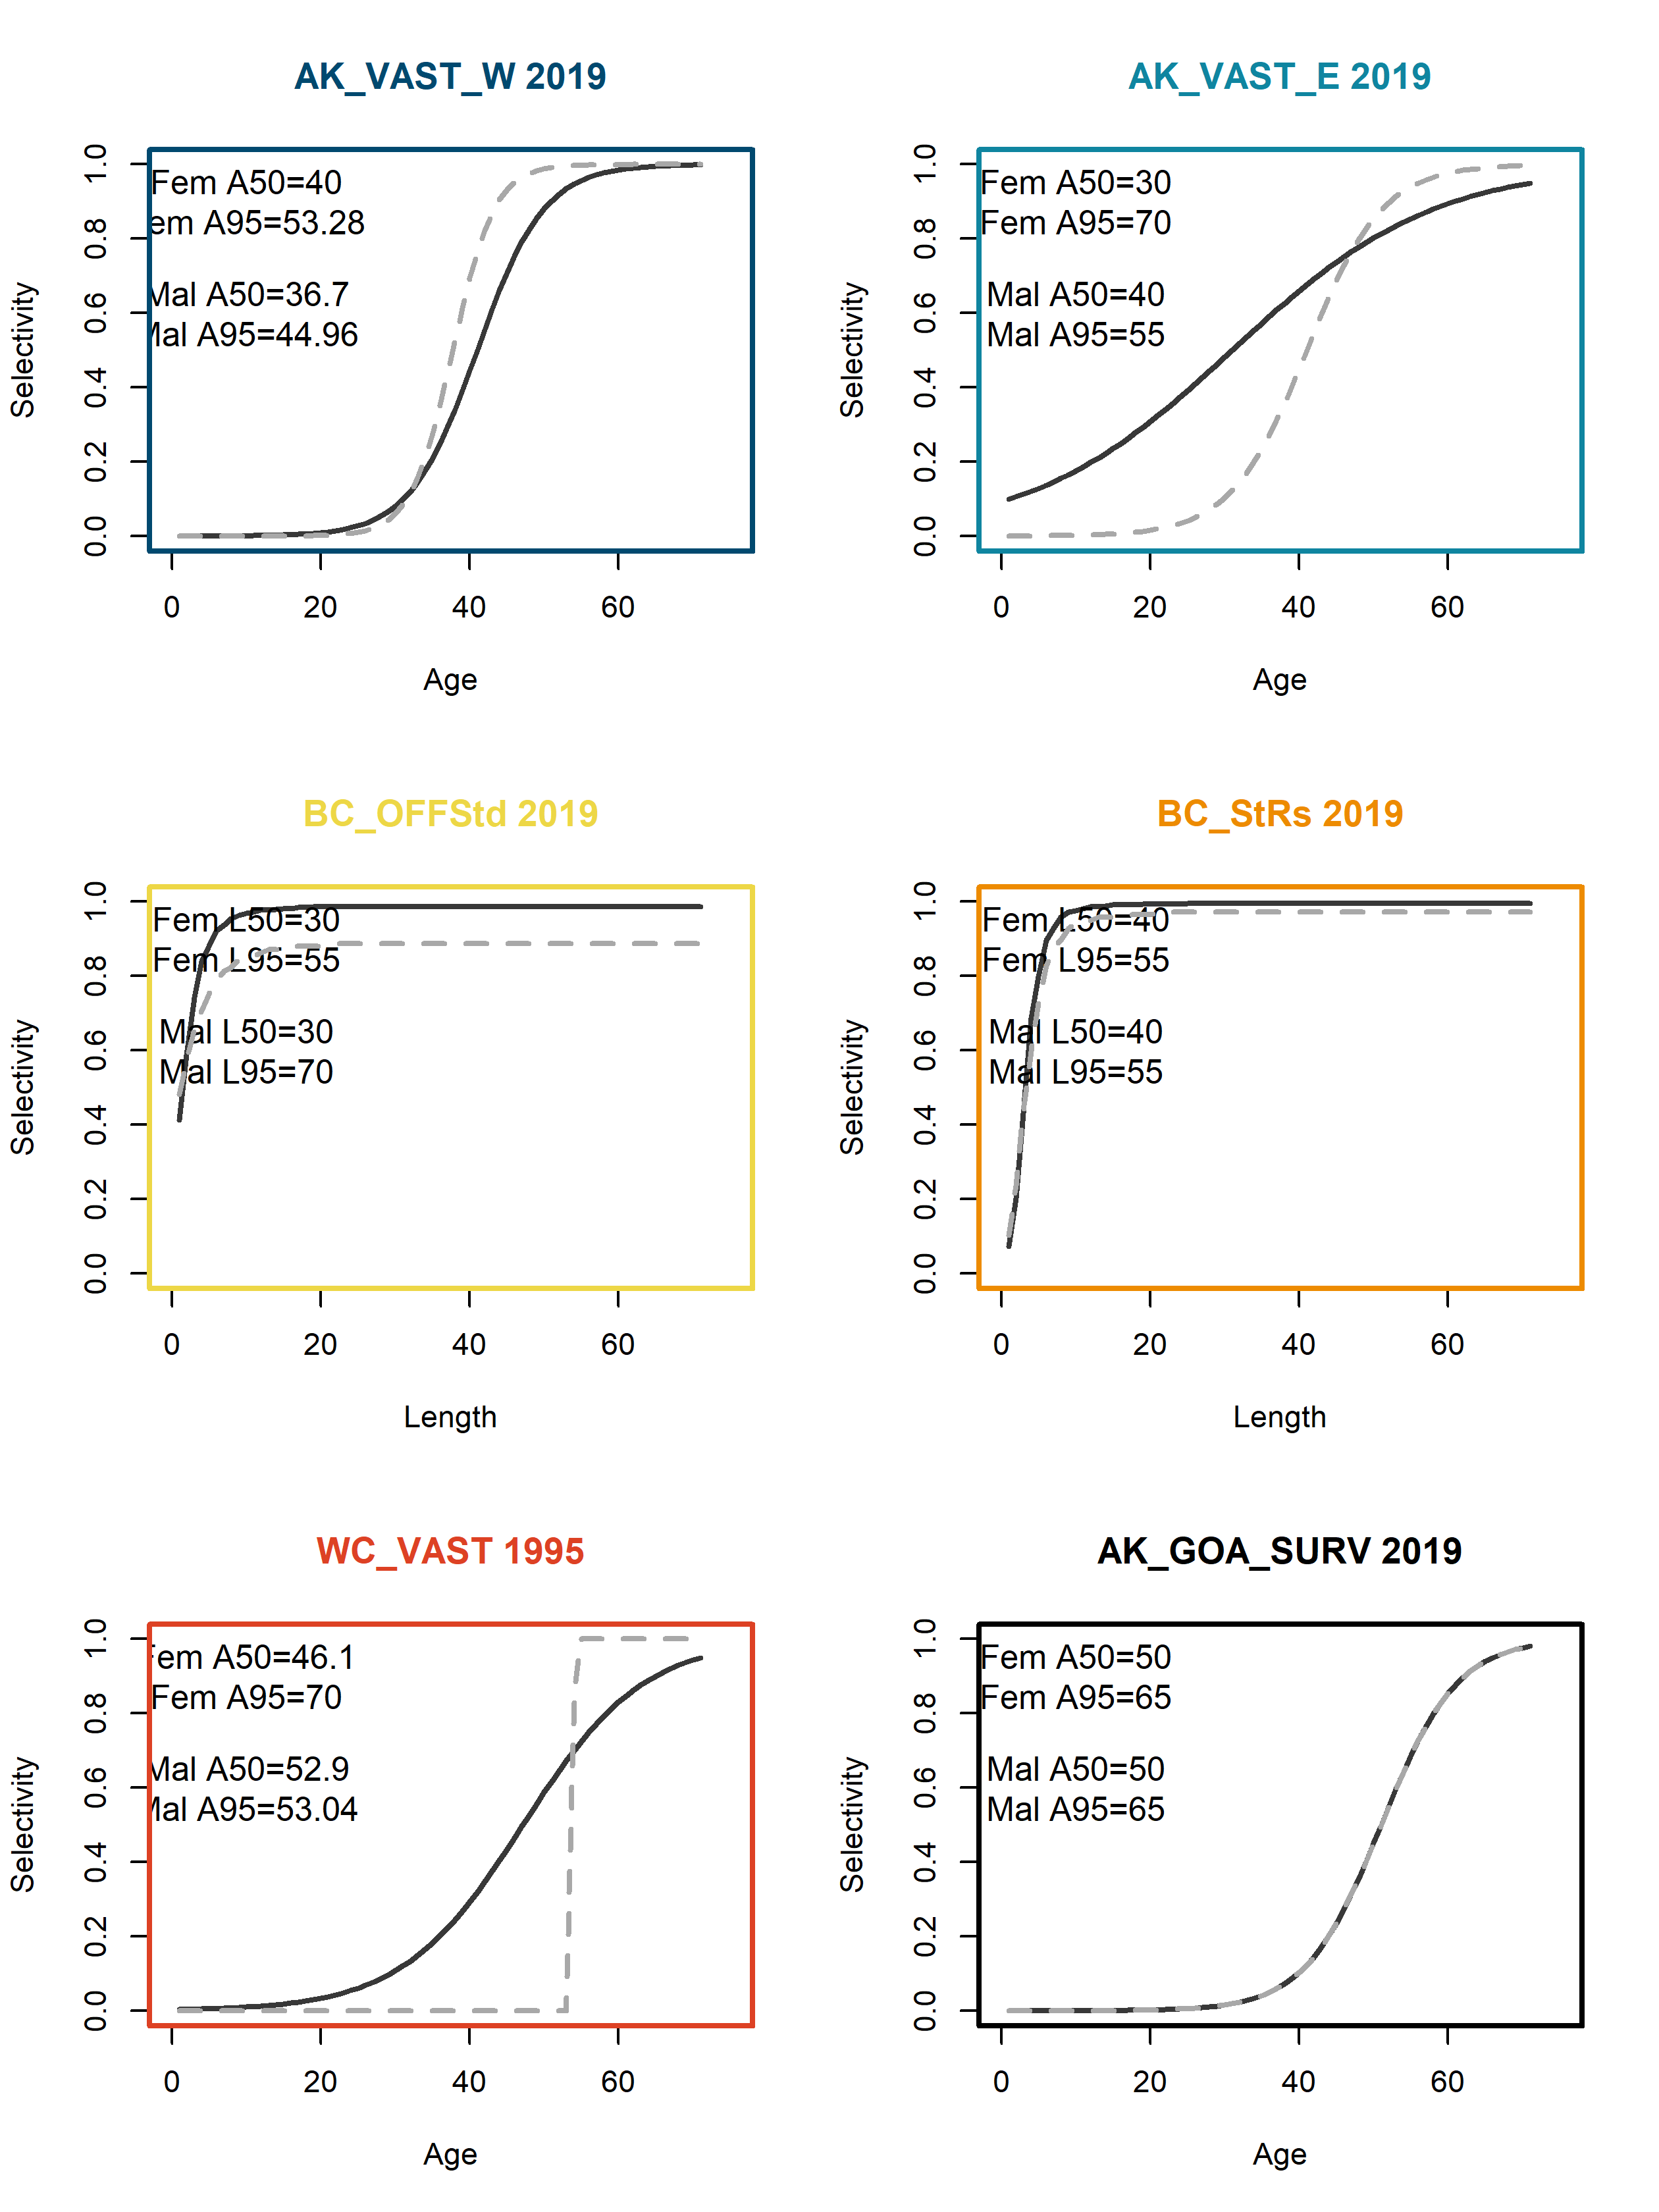 AK_VAST_W 2019
Selectivity
0.0 0.2 0.4 0.6 0.8 1.0
Fem A50=40
em A95=53.28
Mal A50=36.7
Mal A95=44.96
0 20 40 60
Age
AK_VAST_E 2019
Selectivity
0.0 0.2 0.4 0.6 0.8 1.0
Fem A50=30
Fem A95=70
Mal A50=40
Mal A95=55
0 20 40 60
Age
BC_OFFStd 2019
Selectivity
0.0 0.2 0.4 0.6 0.8 1.0
Fem L50=30
Fem L95=55
Mal L50=30
Mal L95=70
0 20 40 60
Length
BC_StRs 2019
Selectivity
0.0 0.2 0.4 0.6 0.8 1.0
Fem L50=40
Fem L95=55
Mal L50=40
Mal L95=55
0 20 40 60
Length
WC_VAST 1995
Selectivity
0.0 0.2 0.4 0.6 0.8 1.0
Fem A50=46.1
Fem A95=70
Mal A50=52.9
Mal A95=53.04
0 20 40 60
Age
AK_GOA_SURV 2019
Selectivity
0.0 0.2 0.4 0.6 0.8 1.0
Fem A50=50
Fem A95=65
Mal A50=50
Mal A95=65
0 20 40 60
Age